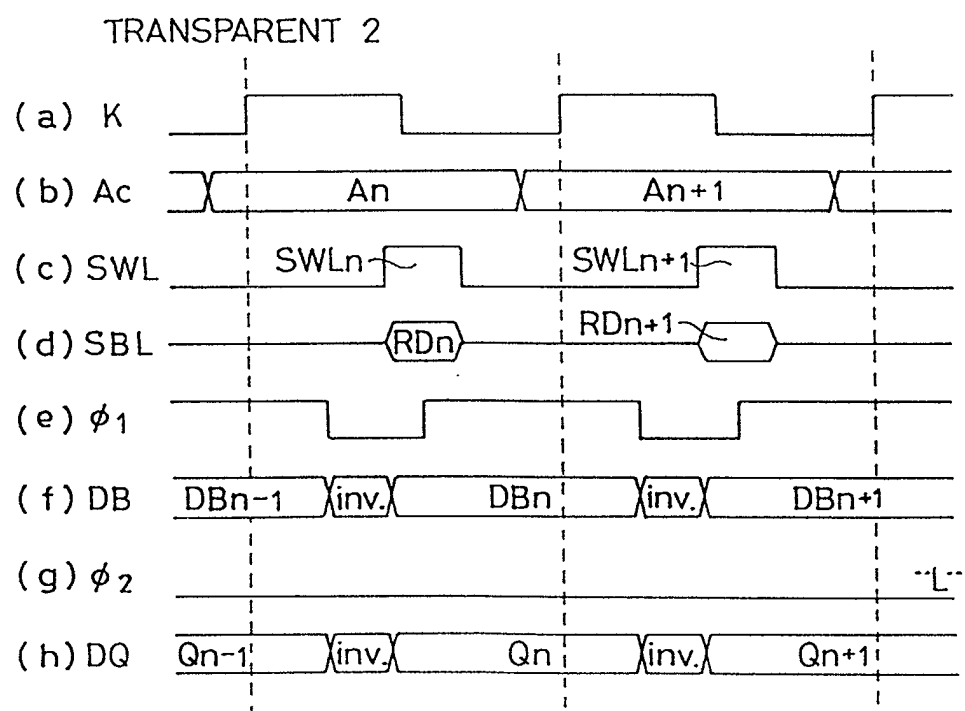 TRANSPARENT 2
(a) K
(b) Ac An An+1
(c) SWL SWLn SWLn+1
(d) SBL RDn RDn+1
(e) ϕ1
(f) DB DBn-1 inv. DBn inv. DBn+1
(g) ϕ2 "L"
(h) DQ Qn-1 inv. Qn inv. Qn+1